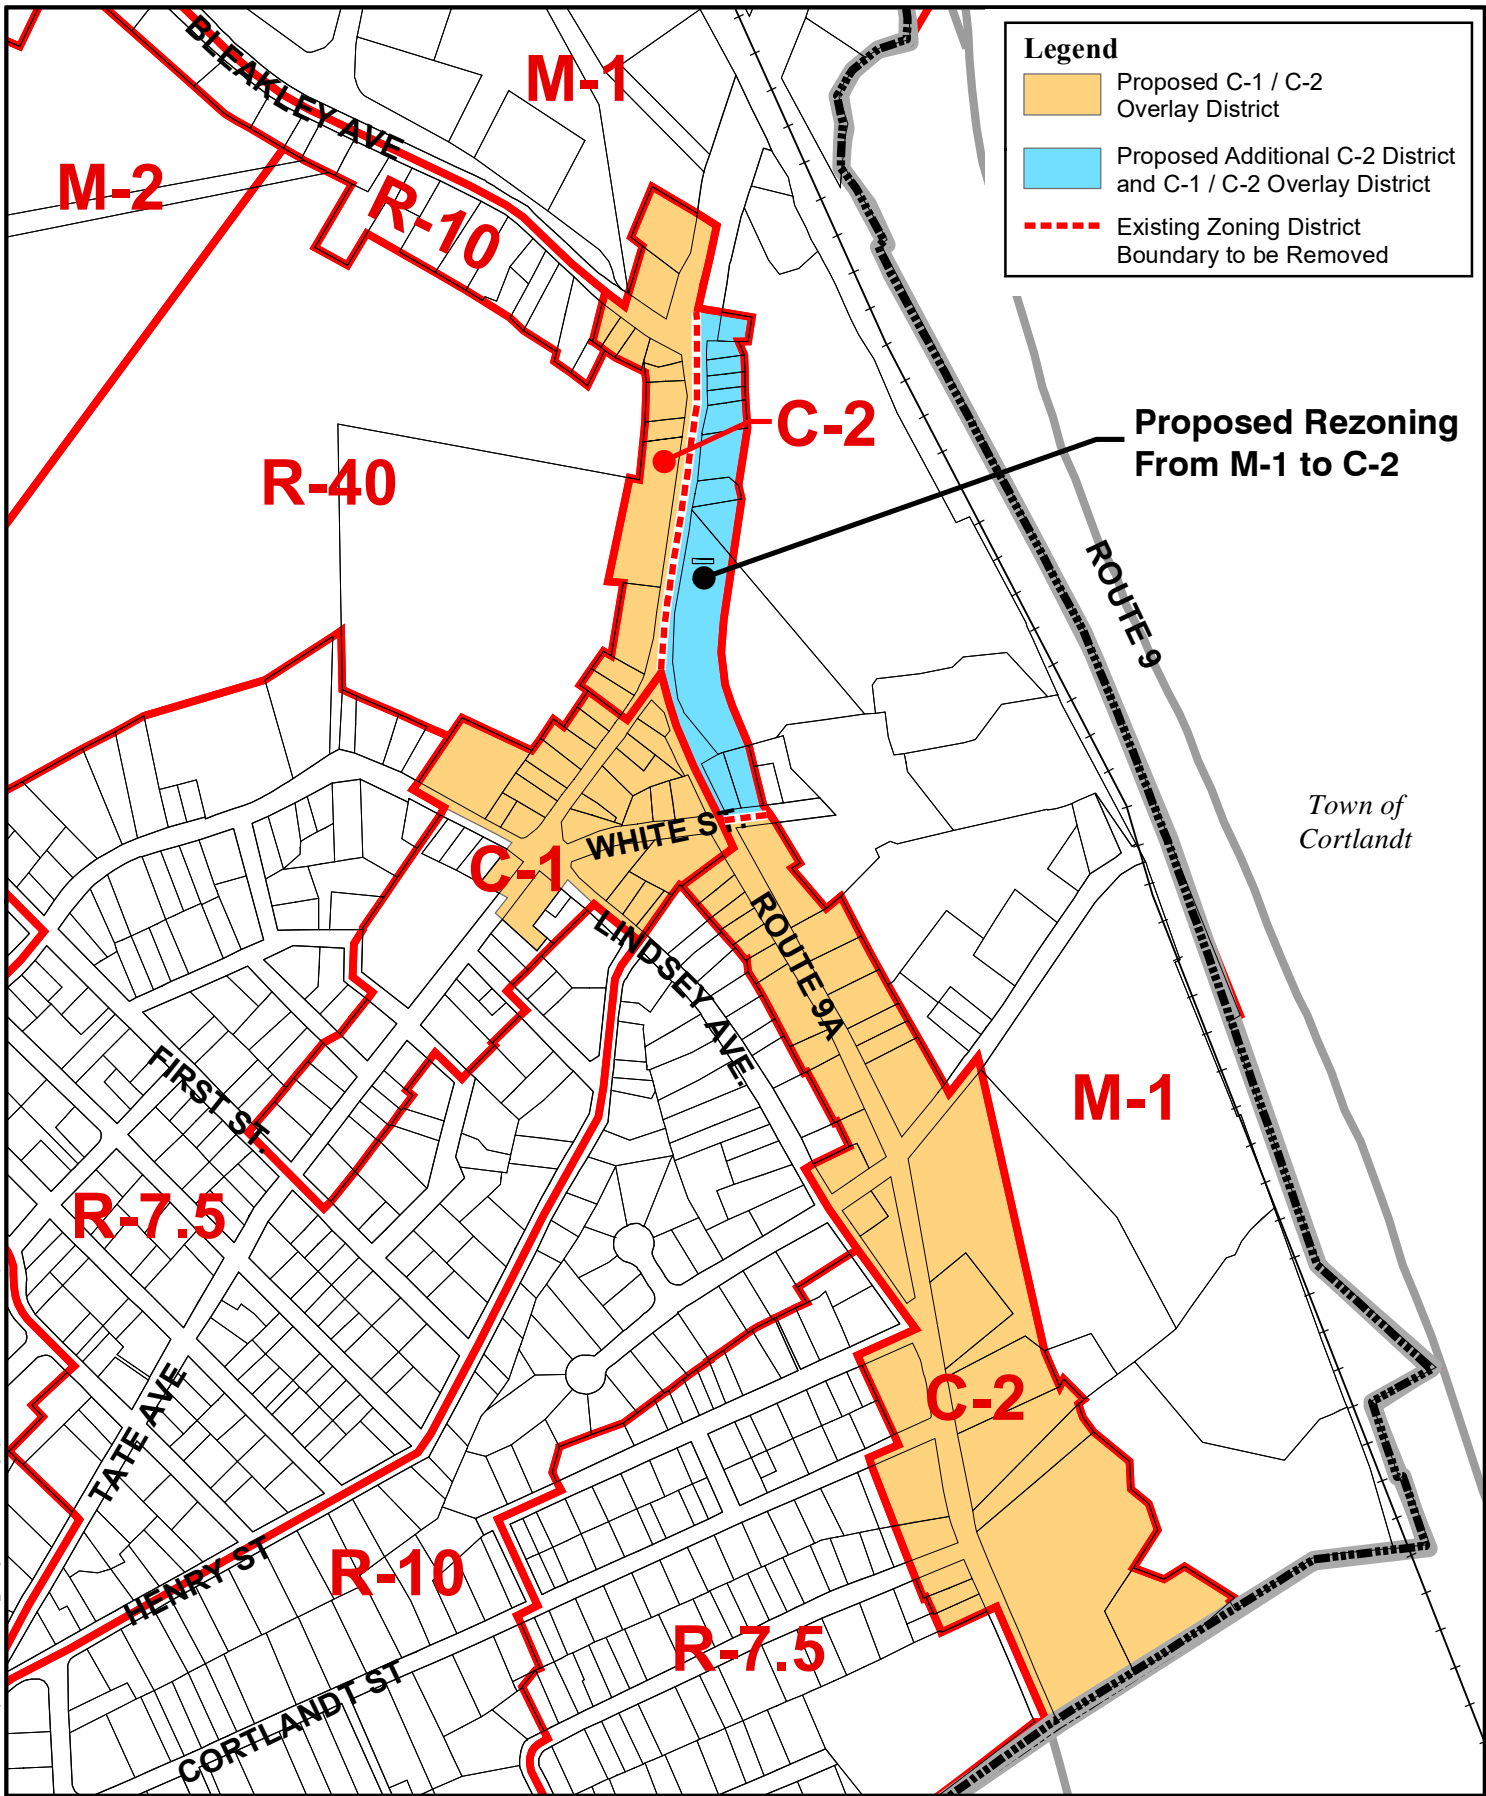 Legend
Proposed C-1 / C-2
Overlay District
Proposed Additional C-2 District
and C-1 / C-2 Overlay District
Existing Zoning District
Boundary to be Removed
BLEAKLEY AVE
M-1
M-2
R-10
C-2
Proposed Rezoning
From M-1 to C-2
R-40
ROUTE 9
Town of
Cortlandt
WHITE ST.
C-1
LINDSEY AVE.
ROUTE 9A
FIRST ST.
M-1
R-7.5
TATE AVE
C-2
HENRY ST
R-10
R-7.5
CORTLANDT ST